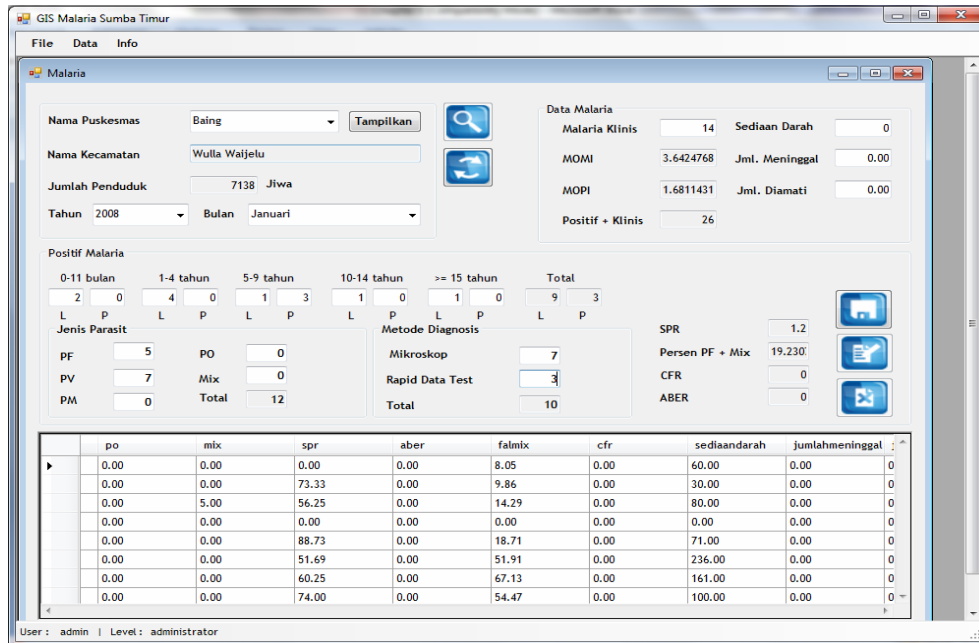 GIS Malaria Sumba Timur
File Data Info
Malaria
Nama Puskesmas Baing Tampilkan
Nama Kecamatan Wulla Waijelu
Jumlah Penduduk 7138 Jiwa
Tahun 2008 Bulan Januari
Data Malaria
Malaria Klinis 14 Sediaan Darah 0
MOMI 3.6424768 Jml. Meninggal 0.00
MOPI 1.6811431 Jml. Diamati 0.00
Positif + Klinis 26
Positif Malaria
0-11 bulan 1-4 tahun 5-9 tahun 10-14 tahun >= 15 tahun Total
2 0 4 0 1 3 1 0 1 0 9 3
L P L P L P L P L P L P
Jenis Parasit
PF 5 PO 0
PV 7 Mix 0
PM 0 Total 12
Metode Diagnosis
Mikroskop 7
Rapid Data Test 3
Total 10
SPR 1.2
Persen PF + Mix 19.230
CFR 0
ABER 0
po mix spr aber falmix cfr sediaandarah jumlahmeninggal
0.00 0.00 0.00 0.00 8.05 0.00 60.00 0.00 0
0.00 0.00 73.33 0.00 9.86 0.00 30.00 0.00 0
0.00 5.00 56.25 0.00 14.29 0.00 80.00 0.00 0
0.00 0.00 0.00 0.00 0.00 0.00 0.00 0.00 0
0.00 0.00 88.73 0.00 18.71 0.00 71.00 0.00 0
0.00 0.00 51.69 0.00 51.91 0.00 236.00 0.00 0
0.00 0.00 60.25 0.00 67.13 0.00 161.00 0.00 0
0.00 0.00 74.00 0.00 54.47 0.00 100.00 0.00 0
User : admin | Level : administrator